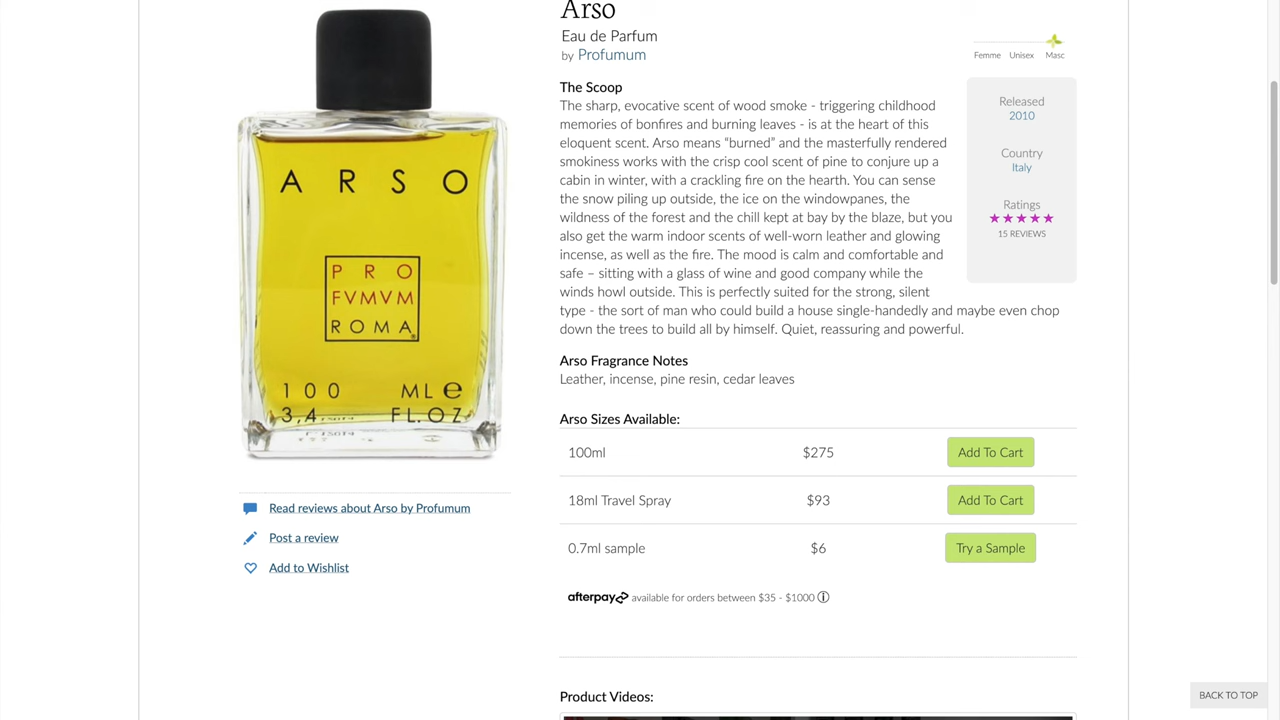 A R S O
P R O
FVMVM
ROMA
100 ML e
3,4 FL.OZ
Read reviews about Arso by Profumum
Post a review
Add to Wishlist
Arso
Eau de Parfum
by Profumum
Femme Unisex Masc
The Scoop
The sharp, evocative scent of wood smoke - triggering childhood
memories of bonfires and burning leaves - is at the heart of this
eloquent scent. Arso means “burned” and the masterfully rendered
smokiness works with the crisp cool scent of pine to conjure up a
cabin in winter, with a crackling fire on the hearth. You can sense
the snow piling up outside, the ice on the windowpanes, the
wildness of the forest and the chill kept at bay by the blaze, but you
also get the warm indoor scents of well-worn leather and glowing
incense, as well as the fire. The mood is calm and comfortable and
safe – sitting with a glass of wine and good company while the
winds howl outside. This is perfectly suited for the strong, silent
type - the sort of man who could build a house single-handedly and maybe even chop
down the trees to build all by himself. Quiet, reassuring and powerful.
Released
2010
Country
Italy
Ratings
15 REVIEWS
Arso Fragrance Notes
Leather, incense, pine resin, cedar leaves
Arso Sizes Available:
100ml $275 Add To Cart
18ml Travel Spray $93 Add To Cart
0.7ml sample $6 Try a Sample
afterpay available for orders between $35 - $1000
Product Videos:
BACK TO TOP